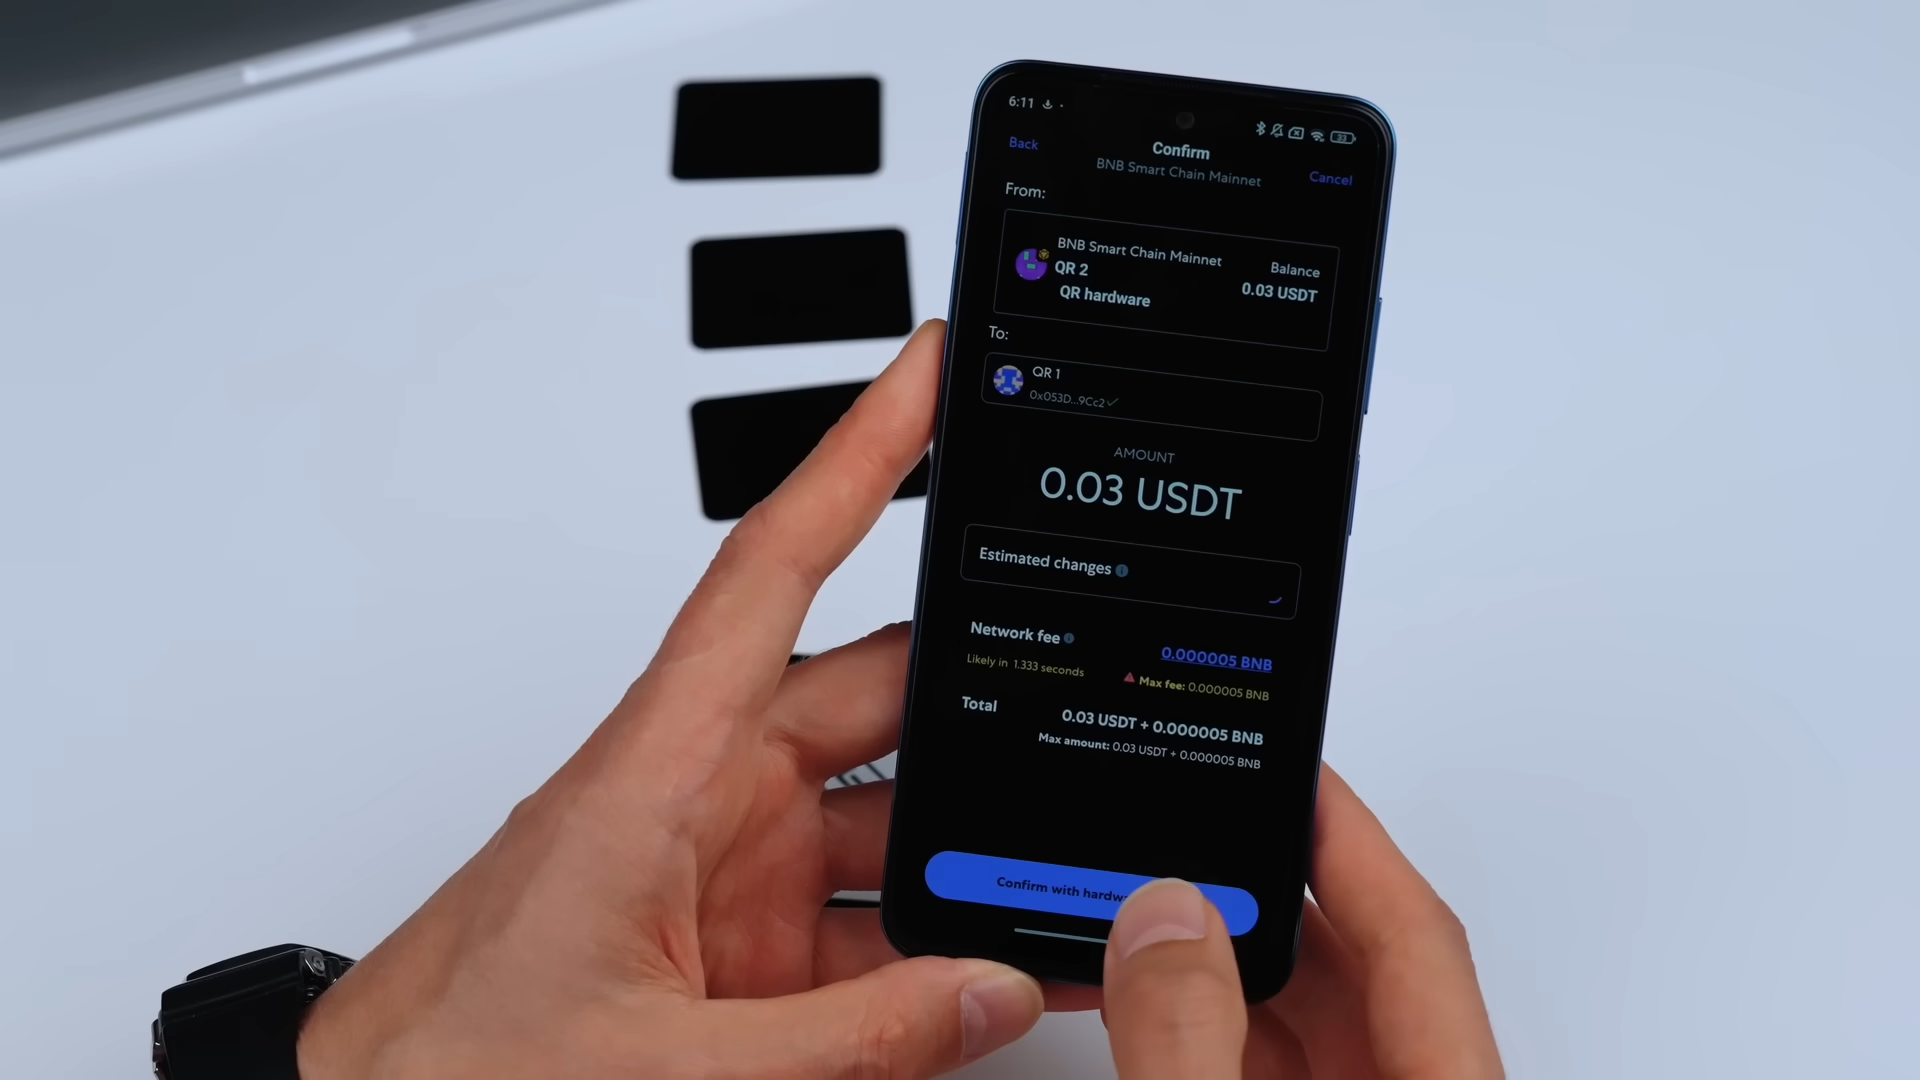 6:11
33
Back
Confirm
BNB Smart Chain Mainnet
Cancel
From:
BNB Smart Chain Mainnet
QR 2
QR hardware
Balance
0.03 USDT
To:
QR 1
0x053D...9Cc2
AMOUNT
0.03 USDT
Estimated changes
Network fee
0.000005 BNB
Likely in 1.333 seconds
Max fee: 0.000005 BNB
Total
0.03 USDT + 0.000005 BNB
Max amount: 0.03 USDT + 0.000005 BNB
Confirm with